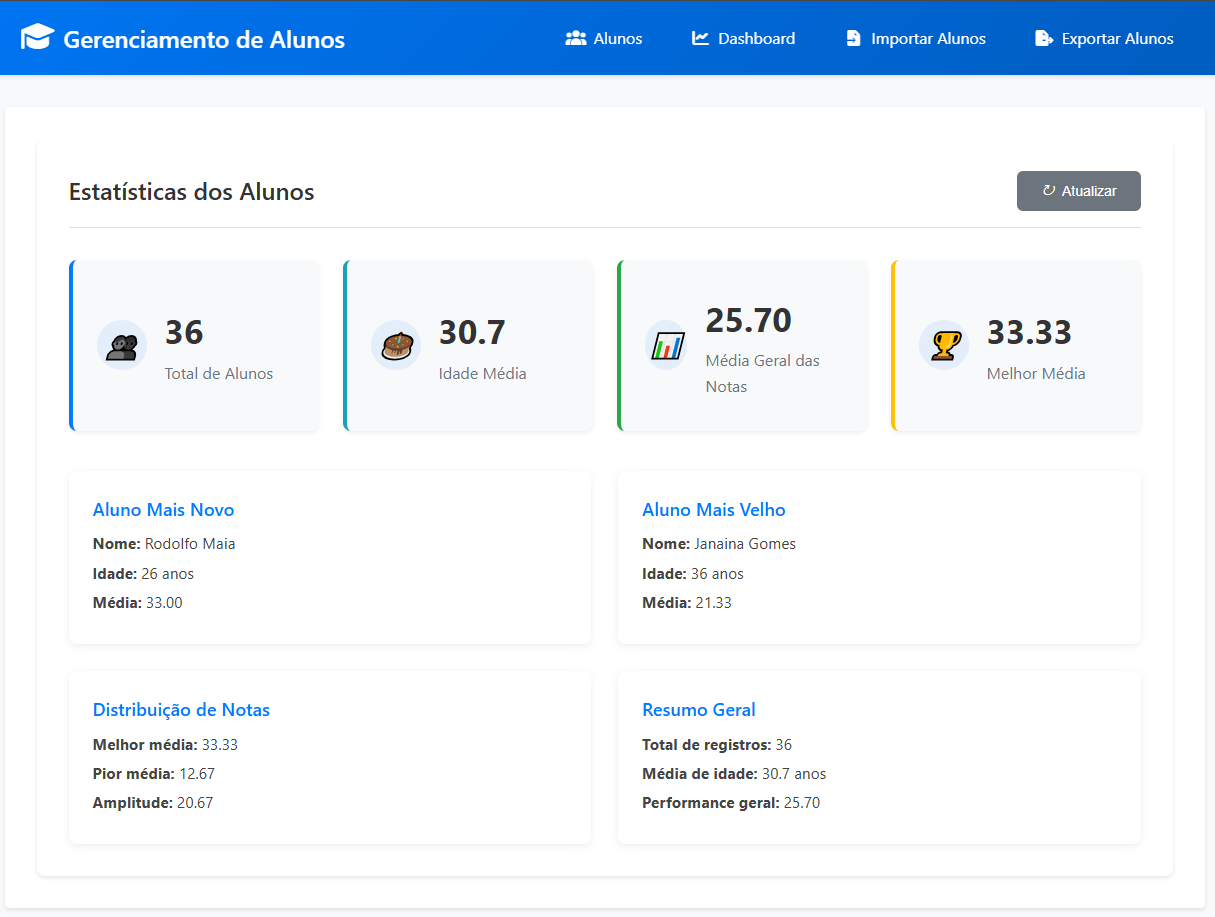 Gerenciamento de Alunos
Alunos
Dashboard
Importar Alunos
Exportar Alunos
Estatísticas dos Alunos
↻ Atualizar
36
Total de Alunos
30.7
Idade Média
25.70
Média Geral das
Notas
33.33
Melhor Média
Aluno Mais Novo
Nome: Rodolfo Maia
Idade: 26 anos
Média: 33.00
Aluno Mais Velho
Nome: Janaina Gomes
Idade: 36 anos
Média: 21.33
Distribuição de Notas
Melhor média: 33.33
Pior média: 12.67
Amplitude: 20.67
Resumo Geral
Total de registros: 36
Média de idade: 30.7 anos
Performance geral: 25.70